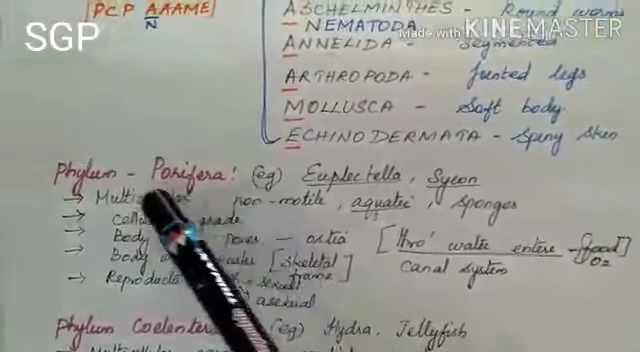 SGP
[PCP AAAME]
N
ASCHELMINTHES - Round worms
NEMATODA
Made with KINEMASTER
ANNELIDA - Segmented
ARTHROPODA - Jointed legs
MOLLUSCA - Soft body.
ECHINODERMATA - Spiny skin
Phylum - Porifera: (eg) Euplectella, Sycon
→ non-motile, aquatic, sponges
→ grade
→ Body pores - ostia [thro' water enters - food O2]
→ Body [skeletal frame] canal system
→ sexual
asexual
Phylum (eg) Hydra, Jellyfish